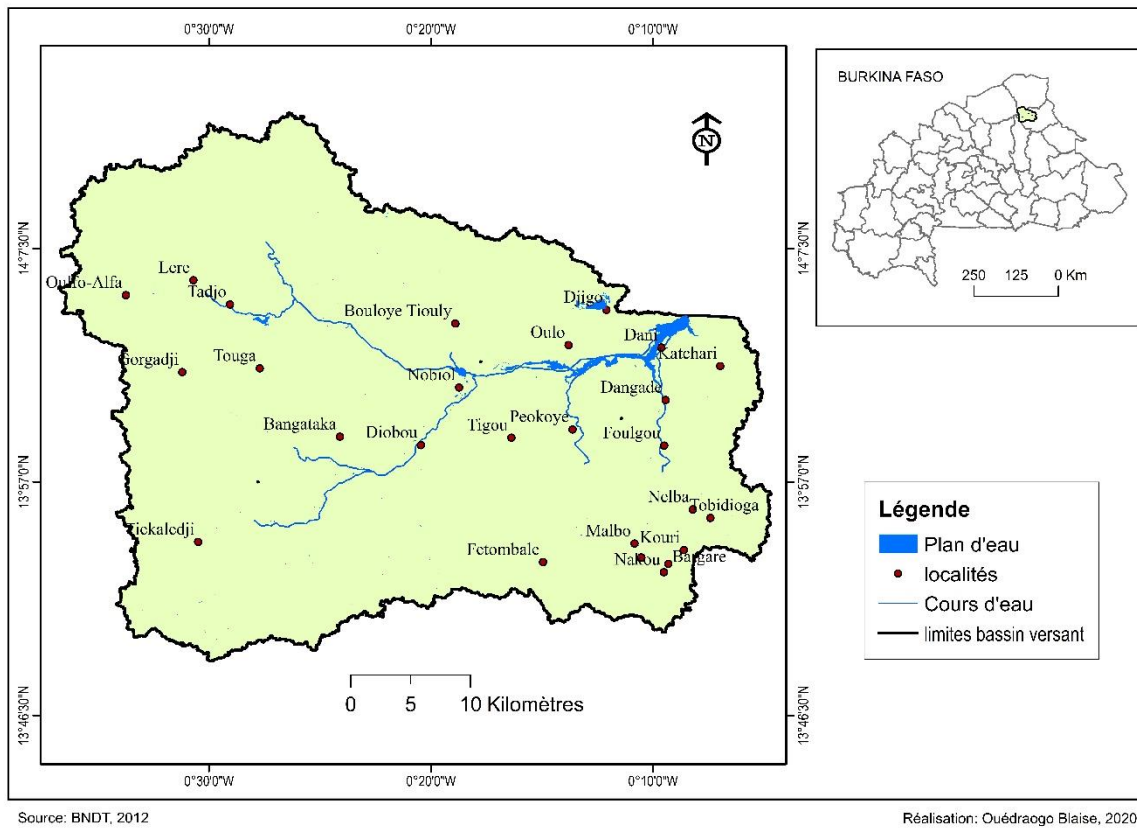 0°30'0"W 0°20'0"W 0°10'0"W
BURKINA FASO
N
14°7'30"N
14°7'30"N
250 125 0 Km
Lere
Oulfo-Alfa
Tadjo
Djigo
Bouloye Tiouly
Oulo
Dani
Katchari
Gorgadji
Touga
Nobiol
Dangade
Peokoye
Bangataka
Diobou
Tigou
Foulgou
13°57'0"N
13°57'0"N
Nelba
Tobidioga
Légende
Tickaledji
Malbo
Kouri
Plan d'eau
Fetombale
Nakou
Bargare
localités
Cours d'eau
limites bassin versant
0 5 10 Kilomètres
13°46'30"N
13°46'30"N
0°30'0"W 0°20'0"W 0°10'0"W
Source: BNDT, 2012
Réalisation: Ouédraogo Blaise, 2020